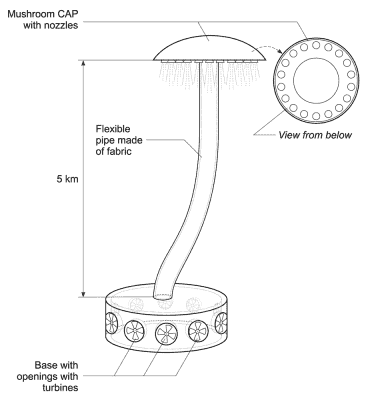 Mushroom CAP
with nozzles
View from below
Flexible
pipe made
of fabric
5 km
Base with
openings with
turbines